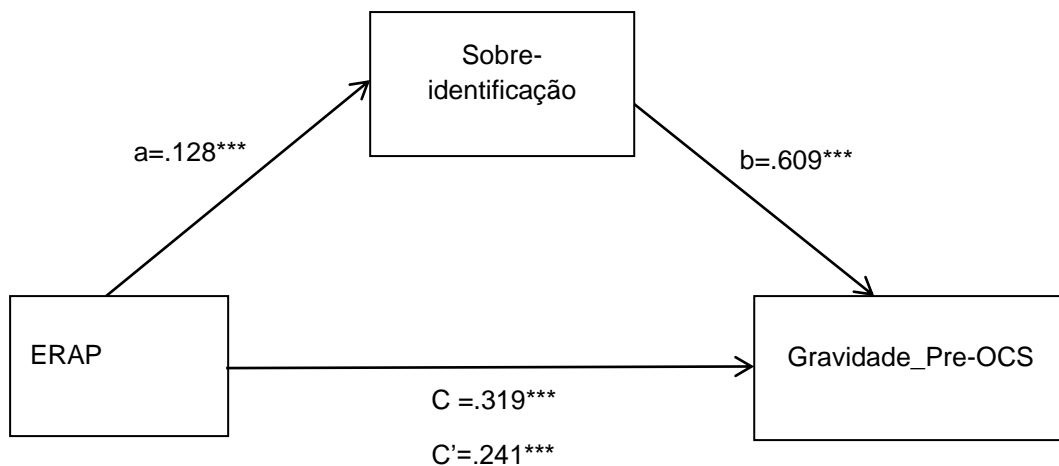 Sobre-
identificação
a=.128***
b=.609***
ERAP
Gravidade_Pre-OCS
C =.319***
C’=.241***